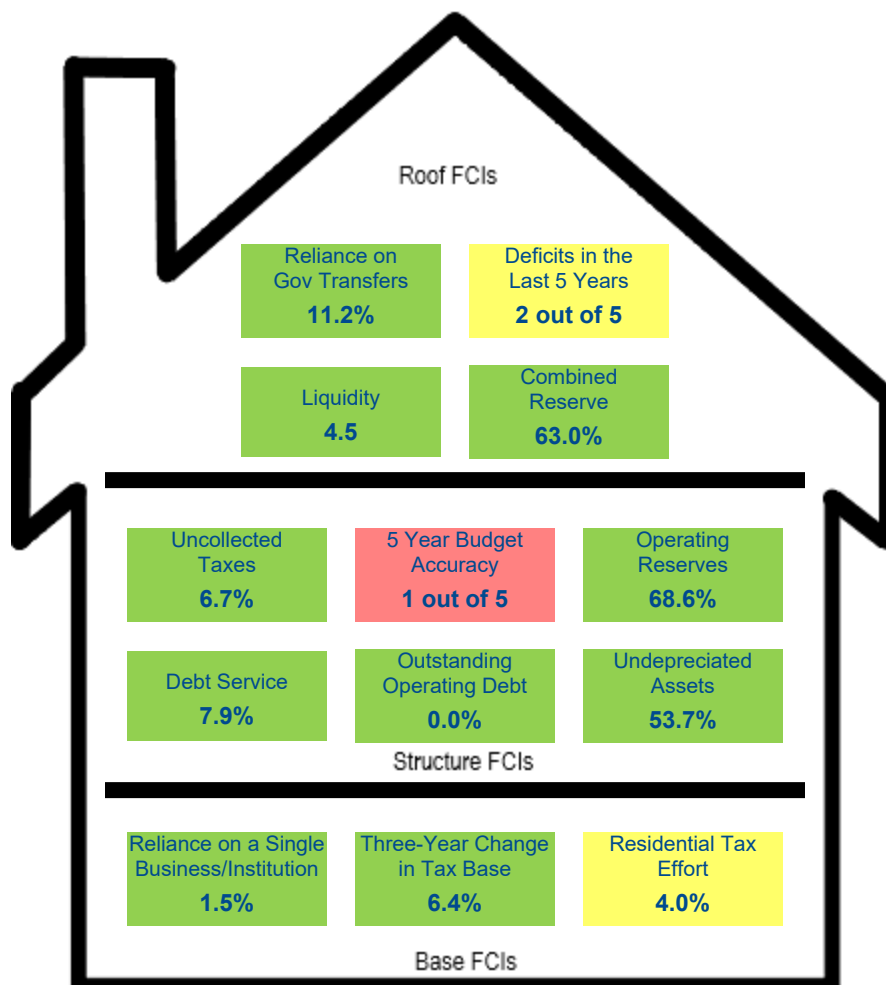 Roof FCIs
Reliance on
Gov Transfers
11.2%
Deficits in the
Last 5 Years
2 out of 5
Liquidity
4.5
Combined
Reserve
63.0%
Uncollected
Taxes
6.7%
5 Year Budget
Accuracy
1 out of 5
Operating
Reserves
68.6%
Debt Service
7.9%
Outstanding
Operating Debt
0.0%
Undepreciated
Assets
53.7%
Structure FCIs
Reliance on a Single
Business/Institution
1.5%
Three-Year Change
in Tax Base
6.4%
Residential Tax
Effort
4.0%
Base FCIs